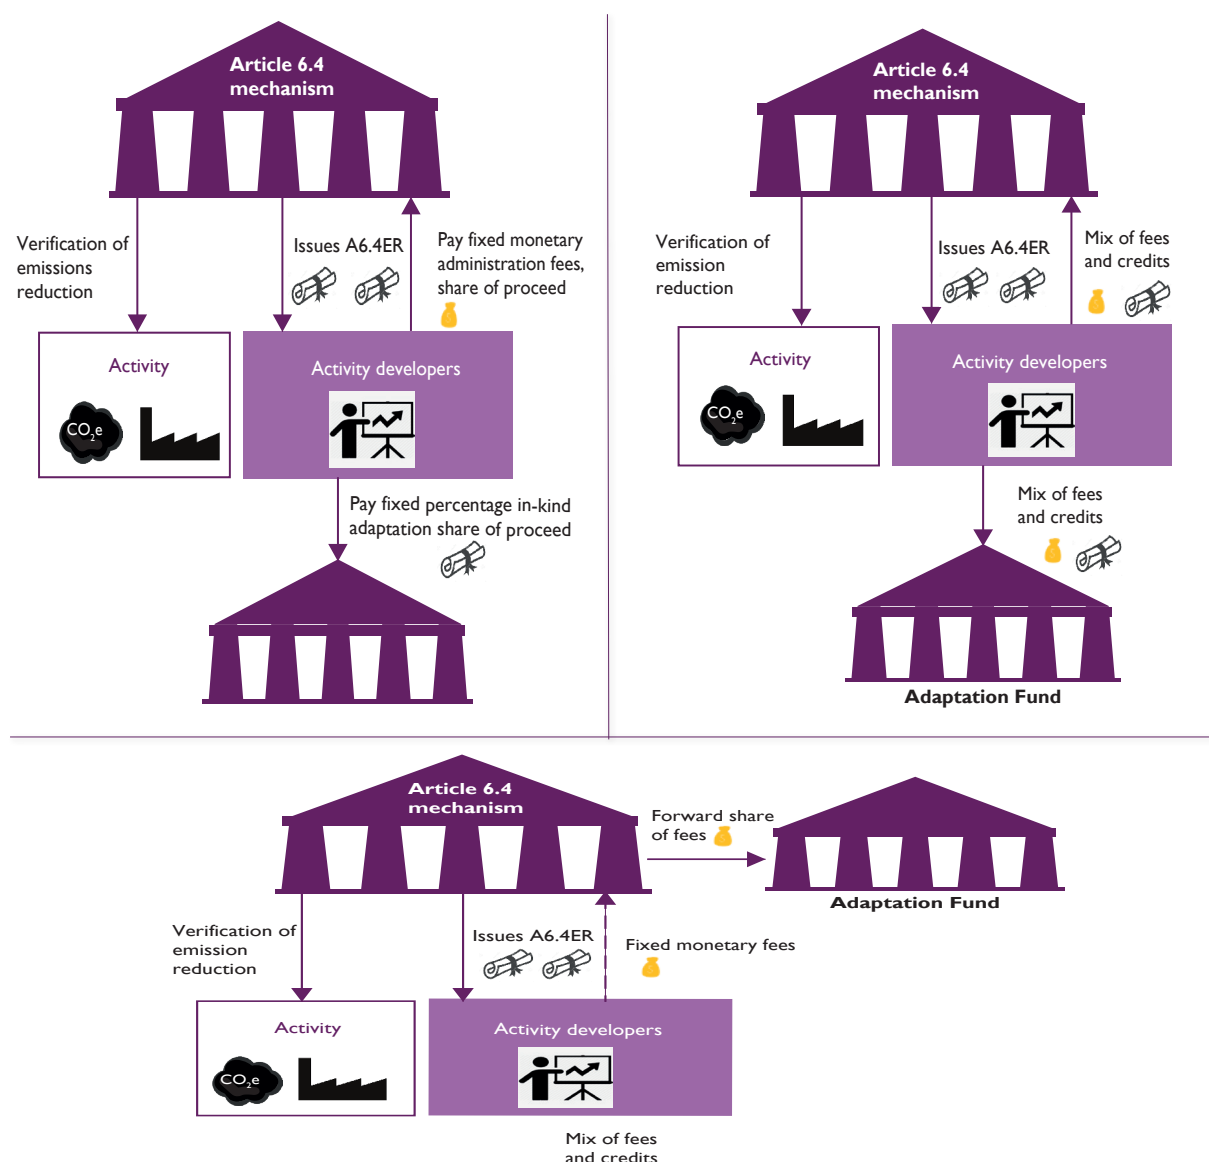 Article 6.4
mechanism
Verification of
emissions
reduction
Issues A6.4ER
Pay fixed monetary
administration fees,
share of proceed
Activity
CO2e
Activity developers
Pay fixed percentage in-kind
adaptation share of proceed
Article 6.4
mechanism
Verification of
emission
reduction
Issues A6.4ER
Mix of fees
and credits
Activity
CO2e
Activity developers
Mix of fees
and credits
Adaptation Fund
Article 6.4
mechanism
Forward share
of fees
Adaptation Fund
Verification of
emission
reduction
Issues A6.4ER
Fixed monetary fees
Activity
CO2e
Activity developers
Mix of fees
and credits